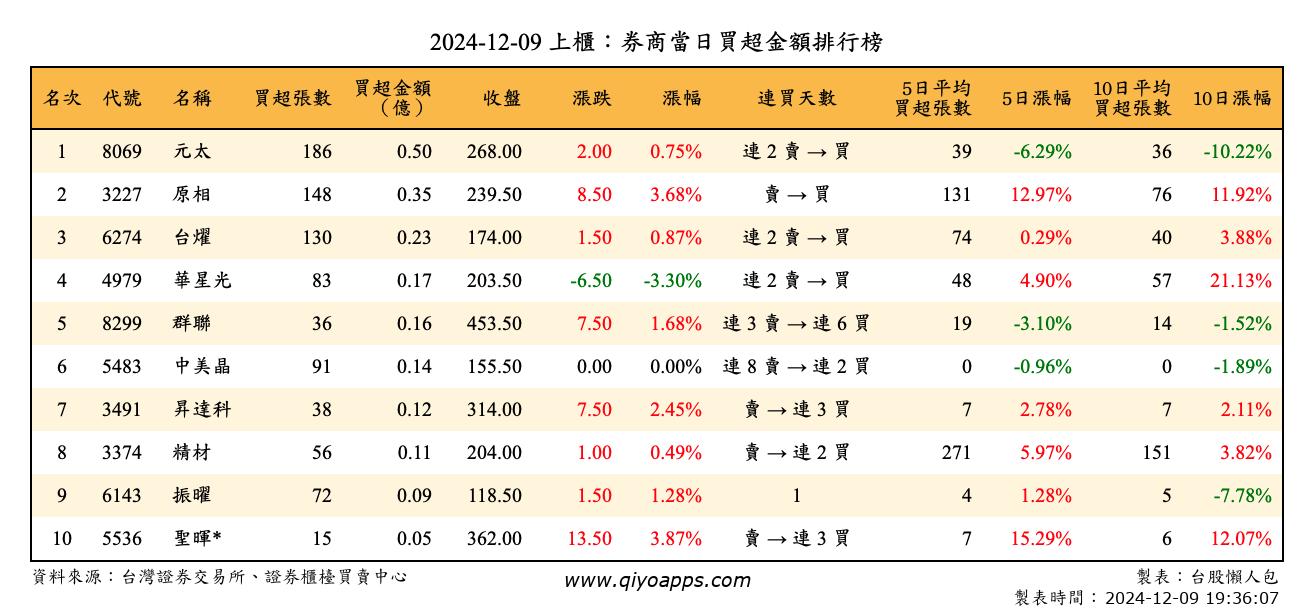 2024-12-09 上櫃：券商當日買超金額排行榜
名次 代號 名稱 買超張數 買超金額（億） 收盤 漲跌 漲幅 連買天數 5日平均買超張數 5日漲幅 10日平均買超張數 10日漲幅
1 8069 元太 186 0.50 268.00 2.00 0.75% 連 2 賣 → 買 39 -6.29% 36 -10.22%
2 3227 原相 148 0.35 239.50 8.50 3.68% 賣 → 買 131 12.97% 76 11.92%
3 6274 台燿 130 0.23 174.00 1.50 0.87% 連 2 賣 → 買 74 0.29% 40 3.88%
4 4979 華星光 83 0.17 203.50 -6.50 -3.30% 連 2 賣 → 買 48 4.90% 57 21.13%
5 8299 群聯 36 0.16 453.50 7.50 1.68% 連 3 賣 → 連 6 買 19 -3.10% 14 -1.52%
6 5483 中美晶 91 0.14 155.50 0.00 0.00% 連 8 賣 → 連 2 買 0 -0.96% 0 -1.89%
7 3491 昇達科 38 0.12 314.00 7.50 2.45% 賣 → 連 3 買 7 2.78% 7 2.11%
8 3374 精材 56 0.11 204.00 1.00 0.49% 賣 → 連 2 買 271 5.97% 151 3.82%
9 6143 振曜 72 0.09 118.50 1.50 1.28% 1 4 1.28% 5 -7.78%
10 5536 聖暉* 15 0.05 362.00 13.50 3.87% 賣 → 連 3 買 7 15.29% 6 12.07%
資料來源：台灣證券交易所、證券櫃檯買賣中心 www.qiyoapps.com 製表：台股懶人包
製表時間：2024-12-09 19:36:07